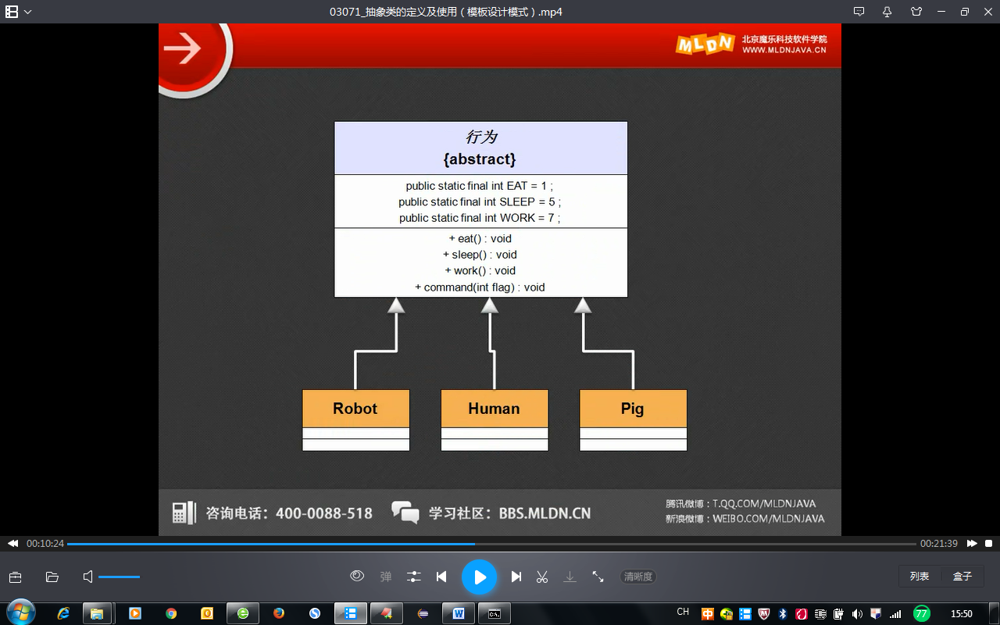 03071_抽象类的定义及使用（模板设计模式）.mp4
MLDN
北京魔乐科技软件学院
WWW.MLDNJAVA.CN
行为
{abstract}
public static final int EAT = 1 ;
public static final int SLEEP = 5 ;
public static final int WORK = 7 ;
+ eat() : void
+ sleep() : void
+ work() : void
+ command(int flag) : void
Robot
Human
Pig
咨询电话：400-0088-518
学习社区：BBS.MLDN.CN
腾讯微博：T.QQ.COM/MLDNJAVA
新浪微博：WEIBO.COM/MLDNJAVA
00:10:24
00:21:39
弹
清晰度
列表
盒子
CH
中
77
15:50